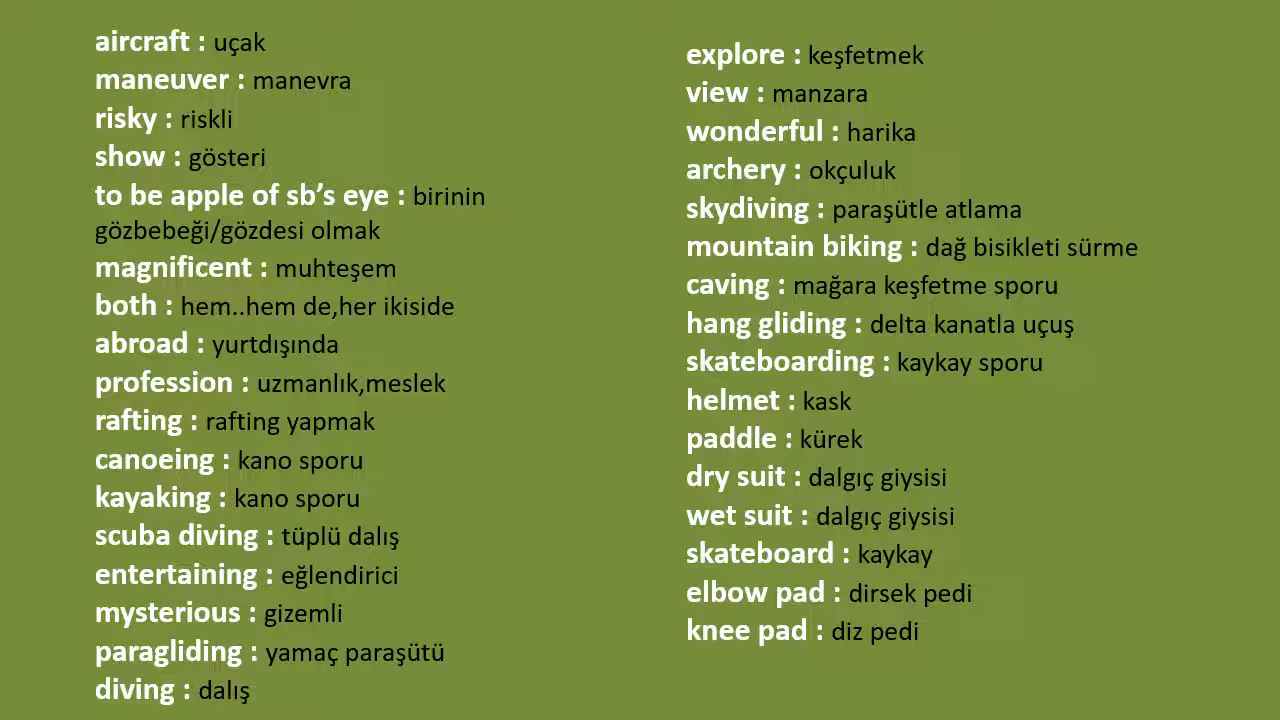 aircraft : uçak
maneuver : manevra
risky : riskli
show : gösteri
to be apple of sb’s eye : birinin
gözbebeği/gözdesi olmak
magnificent : muhteşem
both : hem..hem de,her ikiside
abroad : yurtdışında
profession : uzmanlık,meslek
rafting : rafting yapmak
canoeing : kano sporu
kayaking : kano sporu
scuba diving : tüplü dalış
entertaining : eğlendirici
mysterious : gizemli
paragliding : yamaç paraşütü
diving : dalış
explore : keşfetmek
view : manzara
wonderful : harika
archery : okçuluk
skydiving : paraşütle atlama
mountain biking : dağ bisikleti sürme
caving : mağara keşfetme sporu
hang gliding : delta kanatla uçuş
skateboarding : kaykay sporu
helmet : kask
paddle : kürek
dry suit : dalgıç giysisi
wet suit : dalgıç giysisi
skateboard : kaykay
elbow pad : dirsek pedi
knee pad : diz pedi